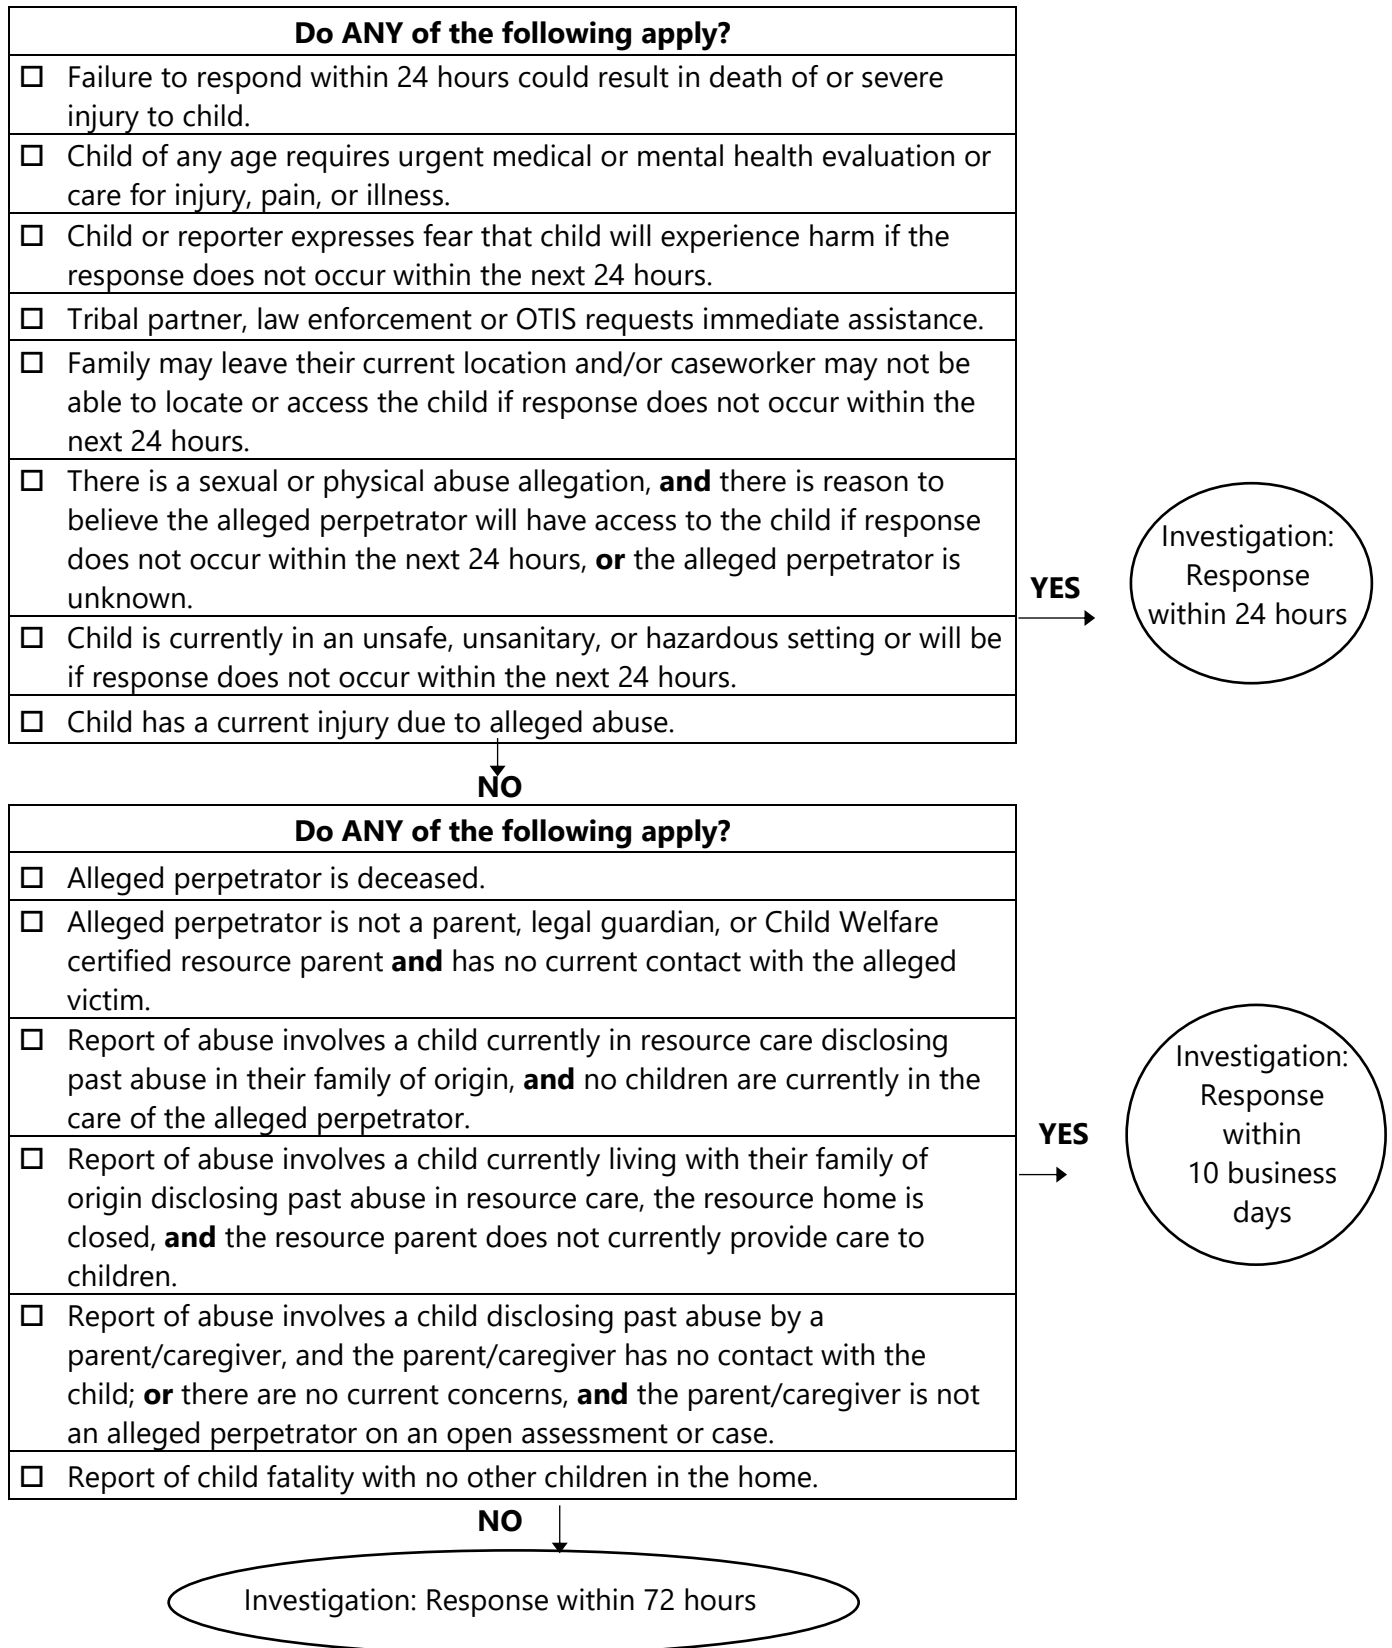 Do ANY of the following apply?
☐ Failure to respond within 24 hours could result in death of or severe
injury to child.
☐ Child of any age requires urgent medical or mental health evaluation or
care for injury, pain, or illness.
☐ Child or reporter expresses fear that child will experience harm if the
response does not occur within the next 24 hours.
☐ Tribal partner, law enforcement or OTIS requests immediate assistance.
☐ Family may leave their current location and/or caseworker may not be
able to locate or access the child if response does not occur within the
next 24 hours.
☐ There is a sexual or physical abuse allegation, and there is reason to
believe the alleged perpetrator will have access to the child if response
does not occur within the next 24 hours, or the alleged perpetrator is
unknown.
☐ Child is currently in an unsafe, unsanitary, or hazardous setting or will be
if response does not occur within the next 24 hours.
☐ Child has a current injury due to alleged abuse.
YES
Investigation:
Response
within 24 hours
NO
Do ANY of the following apply?
☐ Alleged perpetrator is deceased.
☐ Alleged perpetrator is not a parent, legal guardian, or Child Welfare
certified resource parent and has no current contact with the alleged
victim.
☐ Report of abuse involves a child currently in resource care disclosing
past abuse in their family of origin, and no children are currently in the
care of the alleged perpetrator.
☐ Report of abuse involves a child currently living with their family of
origin disclosing past abuse in resource care, the resource home is
closed, and the resource parent does not currently provide care to
children.
☐ Report of abuse involves a child disclosing past abuse by a
parent/caregiver, and the parent/caregiver has no contact with the
child; or there are no current concerns, and the parent/caregiver is not
an alleged perpetrator on an open assessment or case.
☐ Report of child fatality with no other children in the home.
YES
Investigation:
Response
within
10 business
days
NO
Investigation: Response within 72 hours